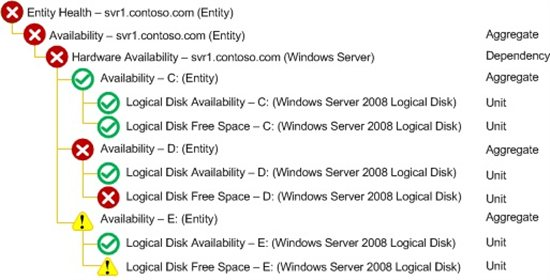 Entity Health – svr1.contoso.com (Entity)
Availability – svr1.contoso.com (Entity) Aggregate
Hardware Availability – svr1.contoso.com (Windows Server) Dependency
Availability – C: (Entity) Aggregate
Logical Disk Availability – C: (Windows Server 2008 Logical Disk) Unit
Logical Disk Free Space – C: (Windows Server 2008 Logical Disk) Unit
Availability – D: (Entity) Aggregate
Logical Disk Availability – D: (Windows Server 2008 Logical Disk) Unit
Logical Disk Free Space – D: (Windows Server 2008 Logical Disk) Unit
Availability – E: (Entity) Aggregate
Logical Disk Availability – E: (Windows Server 2008 Logical Disk) Unit
Logical Disk Free Space – E: (Windows Server 2008 Logical Disk) Unit